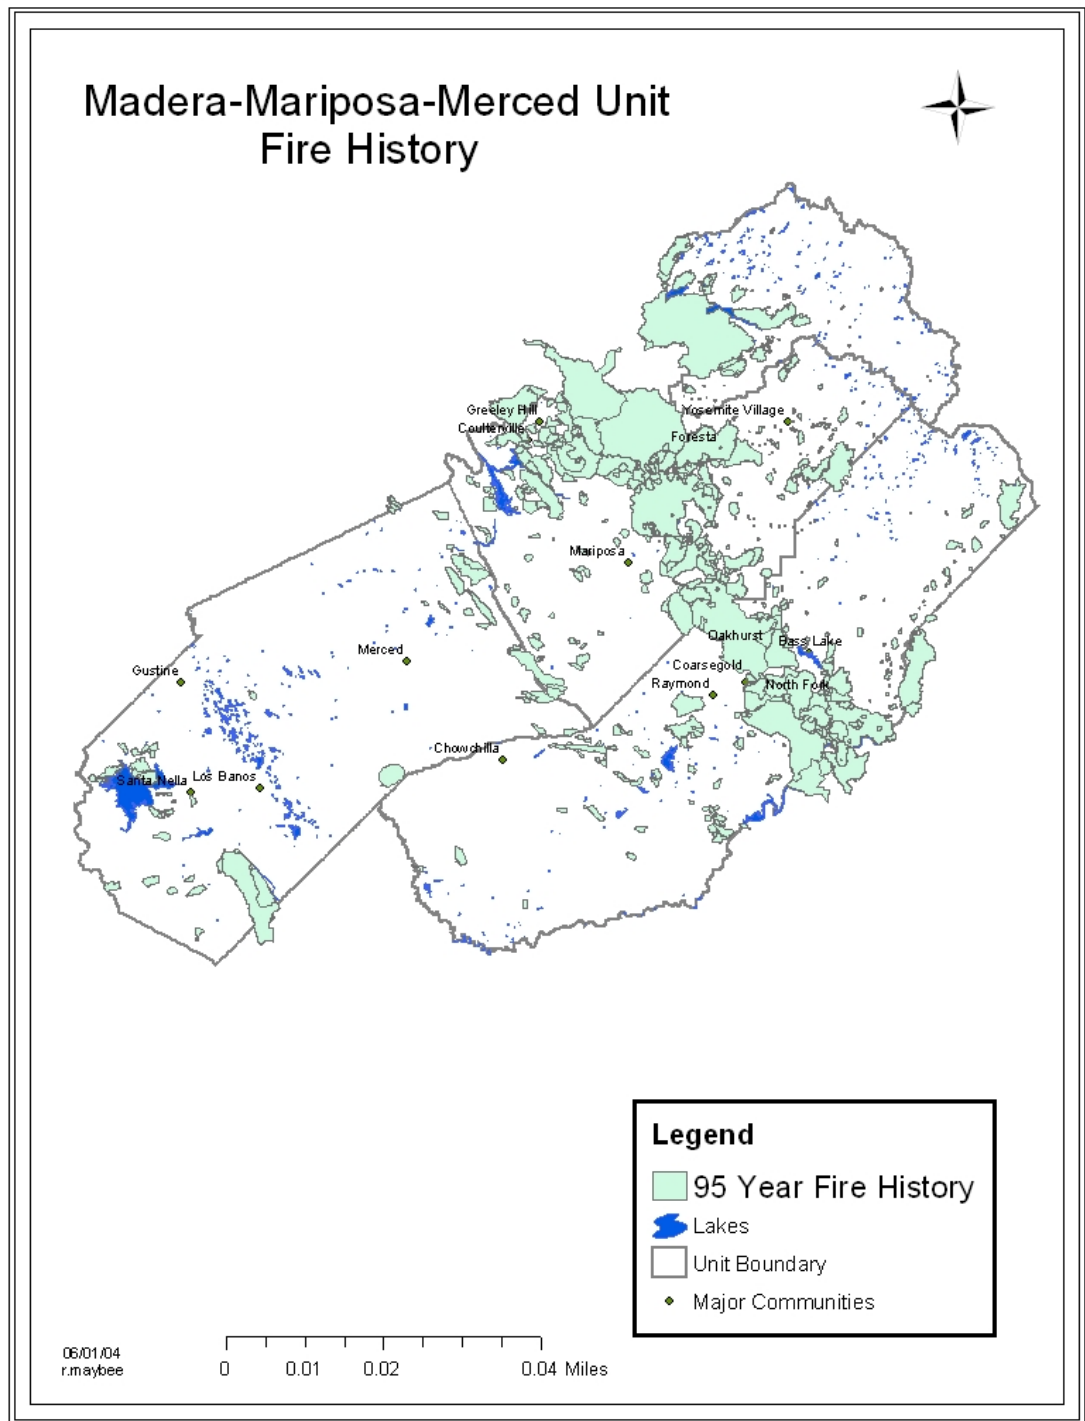 Madera-Mariposa-Merced Unit
Fire History
Greeley Hill
Yosemite Village
Coulterville
Foresta
Mariposa
Oakhurst
Bass Lake
Merced
Coarsegold
Gustine
Raymond
North Fork
Chowchilla
Santa Nella
Los Banos
Legend
95 Year Fire History
Lakes
Unit Boundary
Major Communities
06/01/04
r.maybee
0 0.01 0.02 0.04 Miles